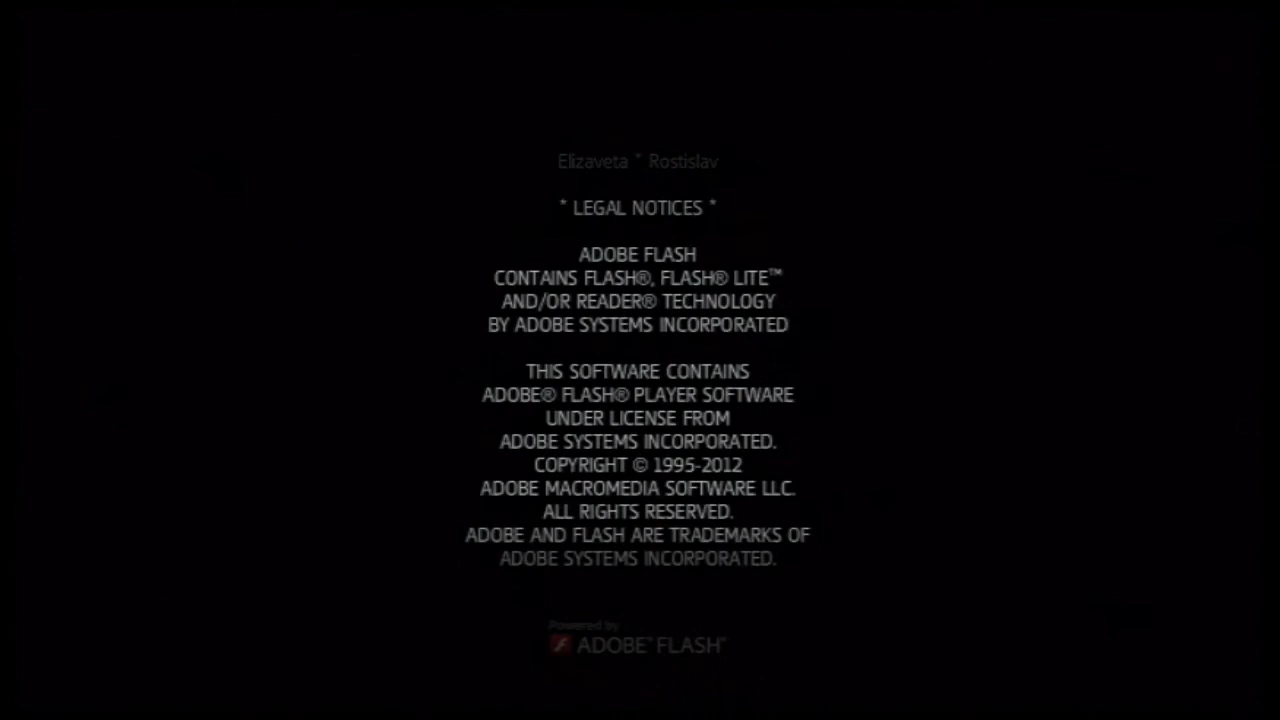 Elizaveta * Rostislav
* LEGAL NOTICES *
ADOBE FLASH
CONTAINS FLASH®, FLASH® LITE™
AND/OR READER® TECHNOLOGY
BY ADOBE SYSTEMS INCORPORATED
THIS SOFTWARE CONTAINS
ADOBE® FLASH® PLAYER SOFTWARE
UNDER LICENSE FROM
ADOBE SYSTEMS INCORPORATED.
COPYRIGHT © 1995-2012
ADOBE MACROMEDIA SOFTWARE LLC.
ALL RIGHTS RESERVED.
ADOBE AND FLASH ARE TRADEMARKS OF
ADOBE SYSTEMS INCORPORATED.
Powered by
ADOBE® FLASH®